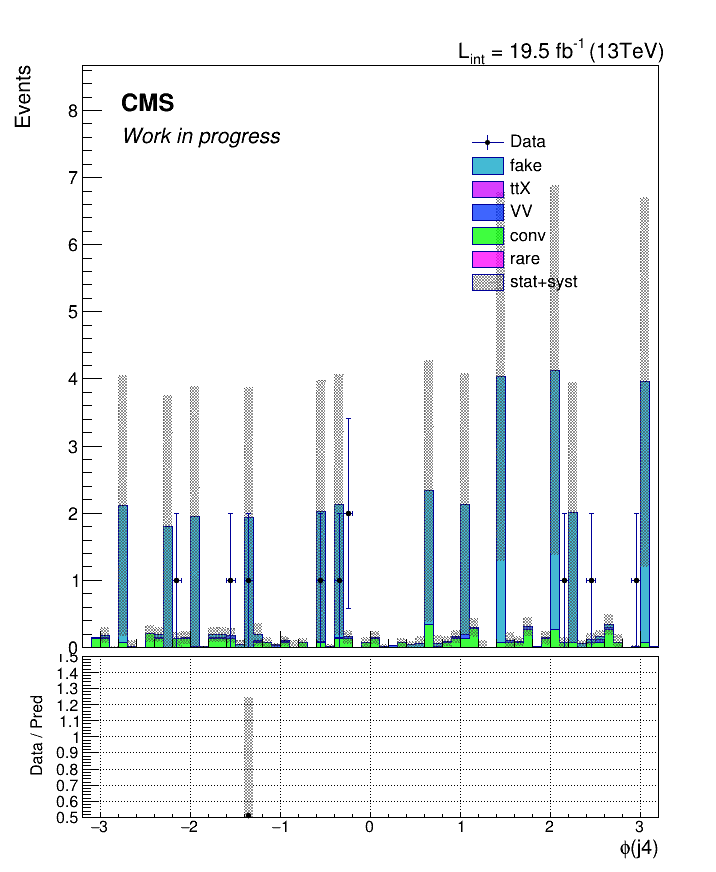 L_int = 19.5 fb^-1 (13TeV)
Events
CMS
Work in progress
Data
fake
ttX
VV
conv
rare
stat+syst
8
7
6
5
4
3
2
1
0
Data / Pred
1.5
1.4
1.3
1.2
1.1
1
0.9
0.8
0.7
0.6
0.5
−3 −2 −1 0 1 2 3
ϕ(j4)